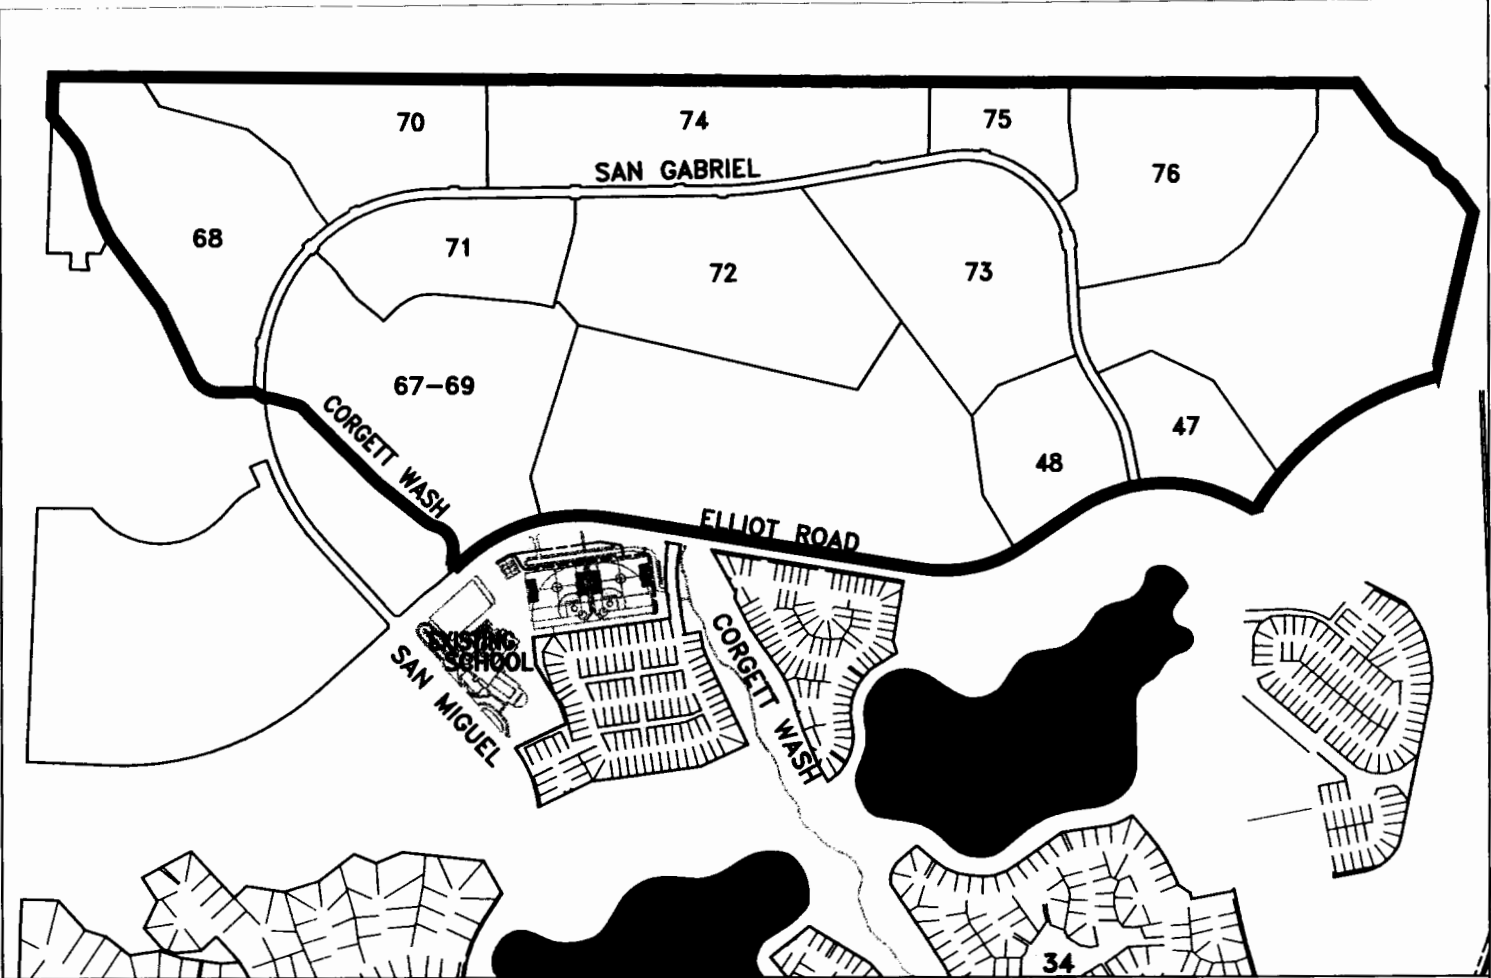 70
74
75
SAN GABRIEL
76
68
71
72
73
67-69
CORGETT WASH
47
48
ELLIOT ROAD
EXISTING
SCHOOL
SAN MIGUEL
CORGETT WASH
34